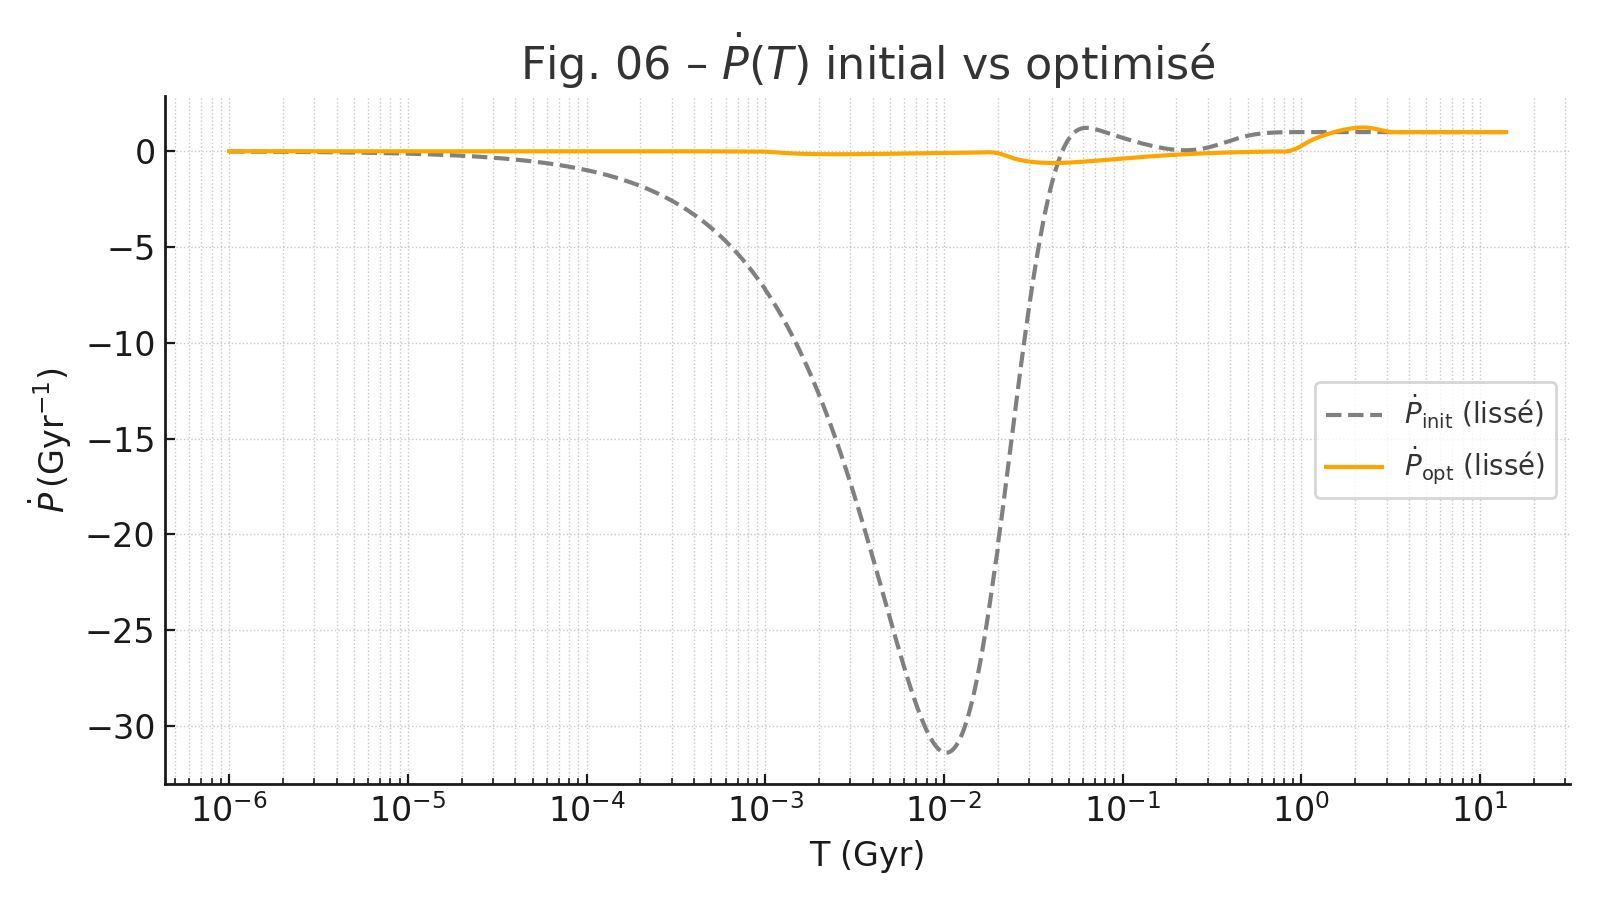 Fig. 06 – Ṗ(T) initial vs optimisé
0
−5
−10
−15
−20
−25
−30
Ṗ (Gyr⁻¹)
Ṗinit (lissé)
Ṗopt (lissé)
10⁻⁶ 10⁻⁵ 10⁻⁴ 10⁻³ 10⁻² 10⁻¹ 10⁰ 10¹
T (Gyr)